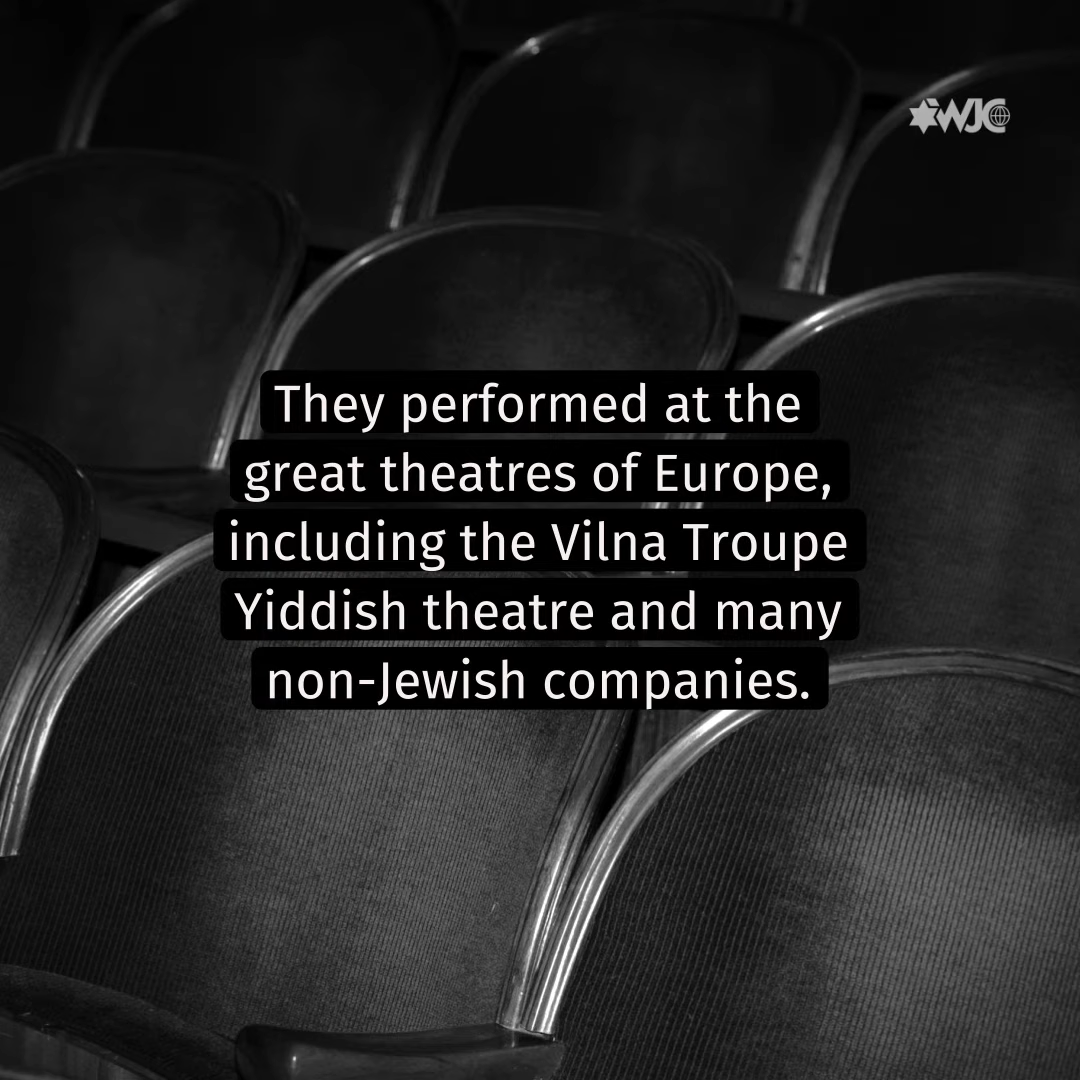 WJC
They performed at the
great theatres of Europe,
including the Vilna Troupe
Yiddish theatre and many
non-Jewish companies.